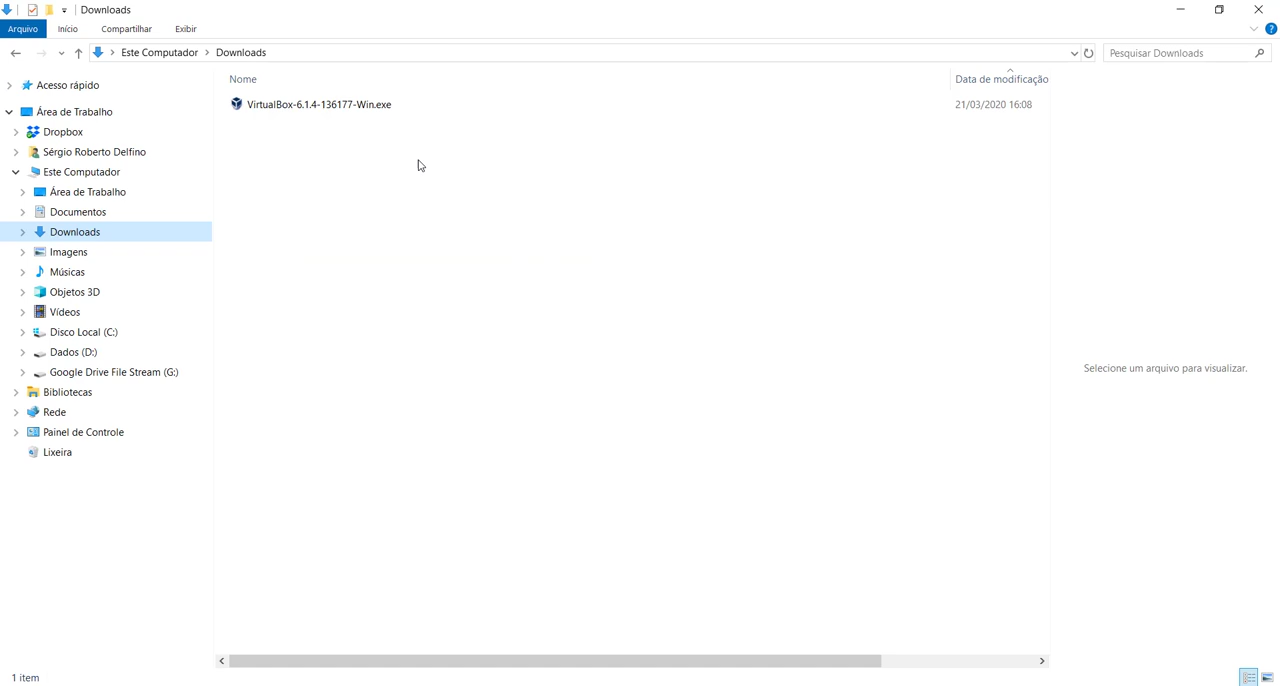 Downloads
Arquivo Início Compartilhar Exibir
Este Computador Downloads
Pesquisar Downloads
Acesso rápido
Área de Trabalho
Dropbox
Sérgio Roberto Delfino
Este Computador
Área de Trabalho
Documentos
Downloads
Imagens
Músicas
Objetos 3D
Vídeos
Disco Local (C:)
Dados (D:)
Google Drive File Stream (G:)
Bibliotecas
Rede
Painel de Controle
Lixeira
Nome Data de modificação
VirtualBox-6.1.4-136177-Win.exe 21/03/2020 16:08
Selecione um arquivo para visualizar.
1 item